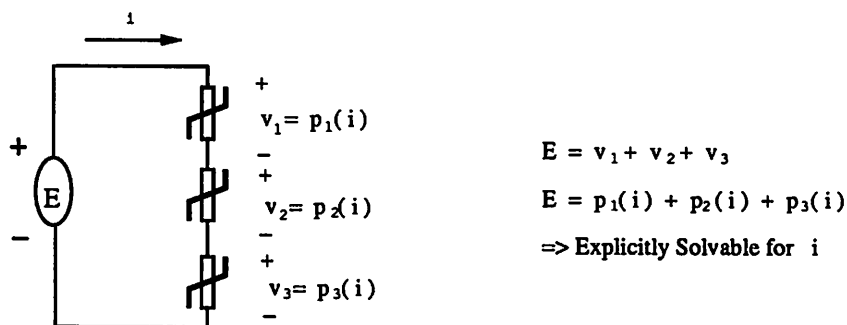 i
+
v₁= p₁(i)
−
+
E
−
+
v₂= p₂(i)
−
+
v₃= p₃(i)
−
E = v₁+ v₂+ v₃
E = p₁(i) + p₂(i) + p₃(i)
=> Explicitly Solvable for i